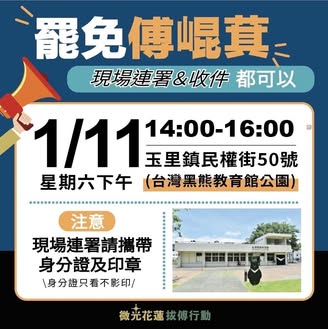 罷免傅崐萁
現場連署&收件 都可以
1/11
星期六下午
14:00-16:00
玉里鎮民權街50號
(台灣黑熊教育館公園)
注意
現場連署請攜帶
身分證及印章
\身分證只看不影印/
微光花蓮拔傅行動